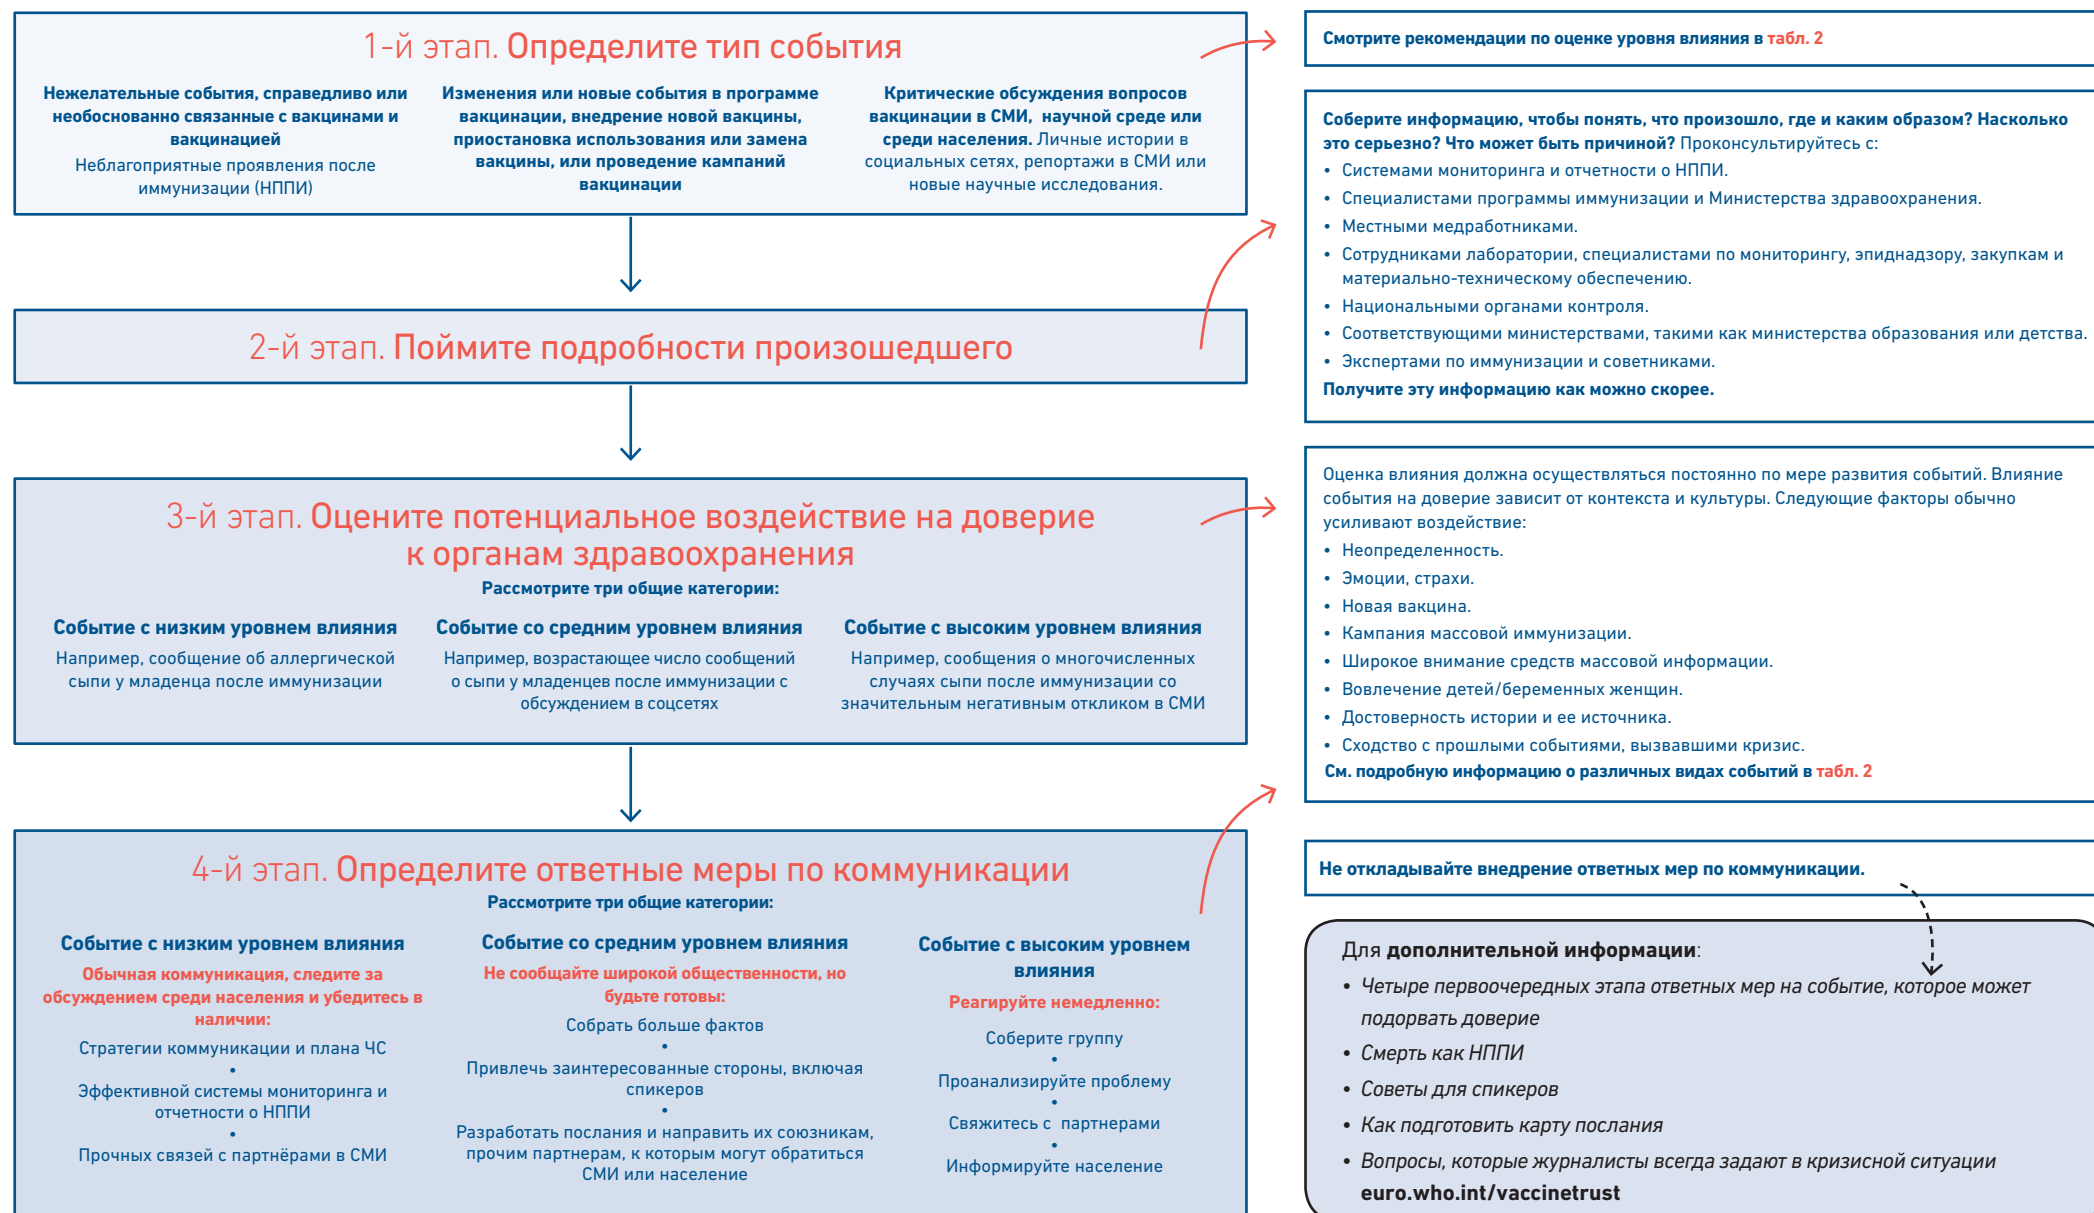 1-й этап. Определите тип события
Нежелательные события, справедливо или
необоснованно связанные с вакцинами и
вакцинацией
Неблагоприятные проявления после
иммунизации (НППИ)
Изменения или новые события в программе
вакцинации, внедрение новой вакцины,
приостановка использования или замена
вакцины, или проведение кампаний
вакцинации
Критические обсуждения вопросов
вакцинации в СМИ, научной среде или
среди населения. Личные истории в
социальных сетях, репортажи в СМИ или
новые научные исследования.
Смотрите рекомендации по оценке уровня влияния в табл. 2
2-й этап. Поймите подробности произошедшего
Соберите информацию, чтобы понять, что произошло, где и каким образом? Насколько
это серьезно? Что может быть причиной? Проконсультируйтесь с:
• Системами мониторинга и отчетности о НППИ.
• Специалистами программы иммунизации и Министерства здравоохранения.
• Местными медработниками.
• Сотрудниками лаборатории, специалистами по мониторингу, эпиднадзору, закупкам и
материально-техническому обеспечению.
• Национальными органами контроля.
• Соответствующими министерствами, такими как министерства образования или детства.
• Экспертами по иммунизации и советниками.
Получите эту информацию как можно скорее.
3-й этап. Оцените потенциальное воздействие на доверие
к органам здравоохранения
Рассмотрите три общие категории:
Событие с низким уровнем влияния
Например, сообщение об аллергической
сыпи у младенца после иммунизации
Событие со средним уровнем влияния
Например, возрастающее число сообщений
о сыпи у младенцев после иммунизации с
обсуждением в соцсетях
Событие с высоким уровнем влияния
Например, сообщения о многочисленных
случаях сыпи после иммунизации со
значительным негативным откликом в СМИ
Оценка влияния должна осуществляться постоянно по мере развития событий. Влияние
события на доверие зависит от контекста и культуры. Следующие факторы обычно
усиливают воздействие:
• Неопределенность.
• Эмоции, страхи.
• Новая вакцина.
• Кампания массовой иммунизации.
• Широкое внимание средств массовой информации.
• Вовлечение детей/беременных женщин.
• Достоверность истории и ее источника.
• Сходство с прошлыми событиями, вызвавшими кризис.
См. подробную информацию о различных видах событий в табл. 2
4-й этап. Определите ответные меры по коммуникации
Рассмотрите три общие категории:
Событие с низким уровнем влияния
Обычная коммуникация, следите за
обсуждением среди населения и убедитесь в
наличии:
Стратегии коммуникации и плана ЧС
•
Эффективной системы мониторинга и
отчетности о НППИ
•
Прочных связей с партнёрами в СМИ
Событие со средним уровнем влияния
Не сообщайте широкой общественности, но
будьте готовы:
Собрать больше фактов
•
Привлечь заинтересованные стороны, включая
спикеров
•
Разработать послания и направить их союзникам,
прочим партнерам, к которым могут обратиться
СМИ или население
Событие с высоким уровнем
влияния
Реагируйте немедленно:
Соберите группу
•
Проанализируйте проблему
•
Свяжитесь с партнерами
•
Информируйте население
Не откладывайте внедрение ответных мер по коммуникации.
Для дополнительной информации:
• Четыре первоочередных этапа ответных мер на событие, которое может
подорвать доверие
• Смерть как НППИ
• Советы для спикеров
• Как подготовить карту послания
• Вопросы, которые журналисты всегда задают в кризисной ситуации
euro.who.int/vaccinetrust